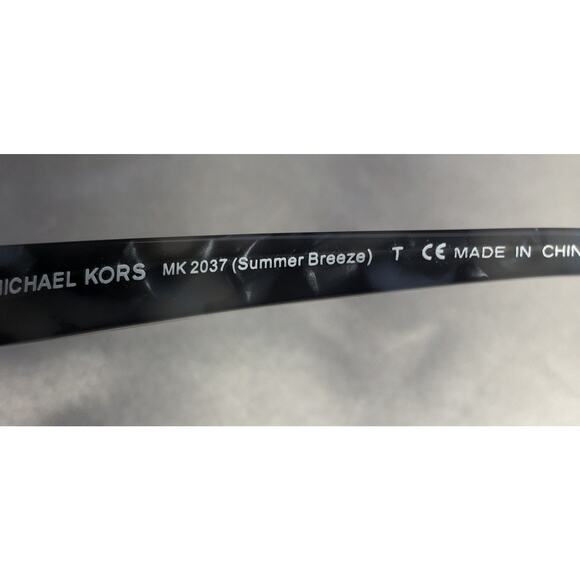 MICHAEL KORS MK 2037 (Summer Breeze) T CE MADE IN CHIN